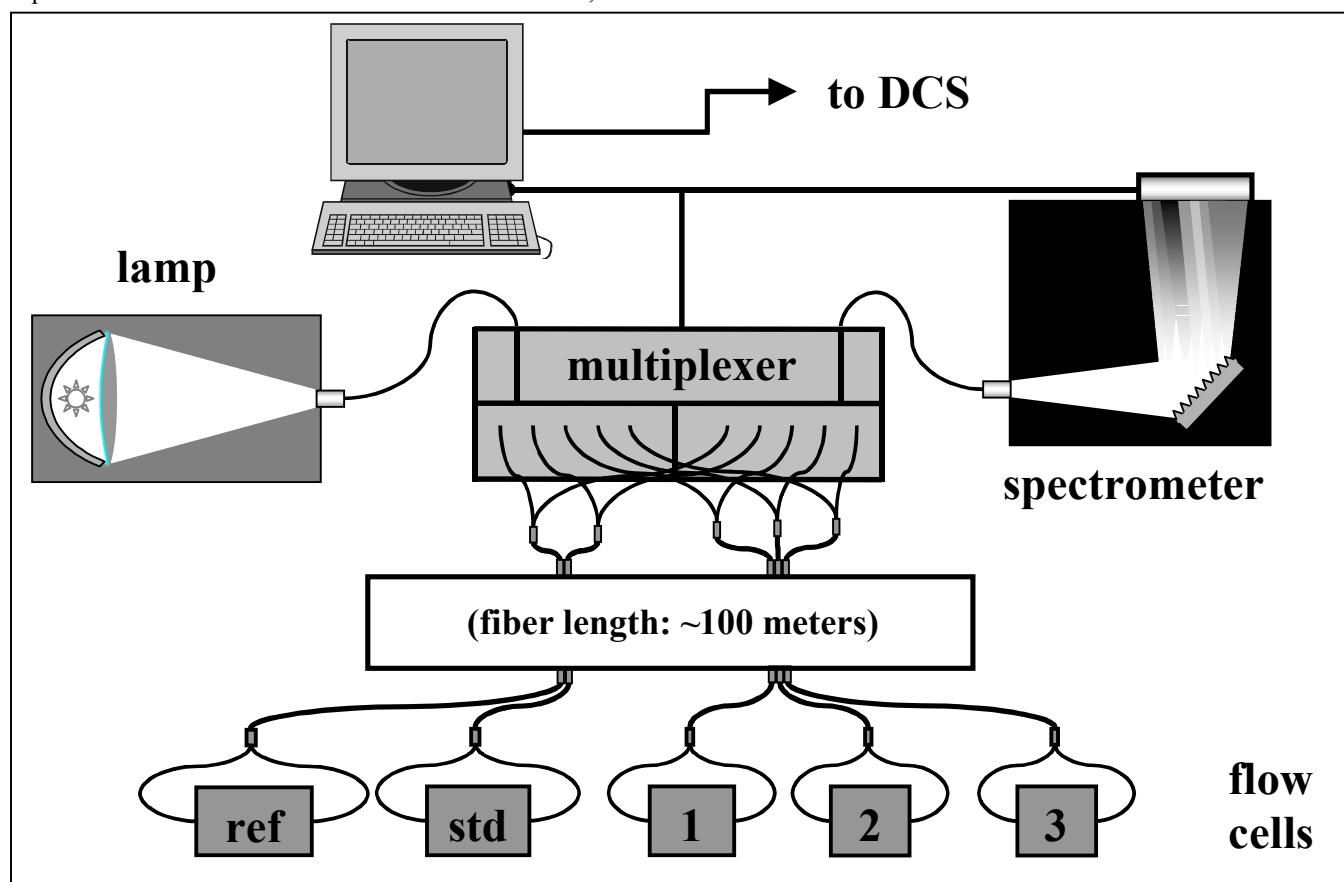 to DCS
lamp
multiplexer
spectrometer
(fiber length: ~100 meters)
ref
std
1
2
3
flow
cells